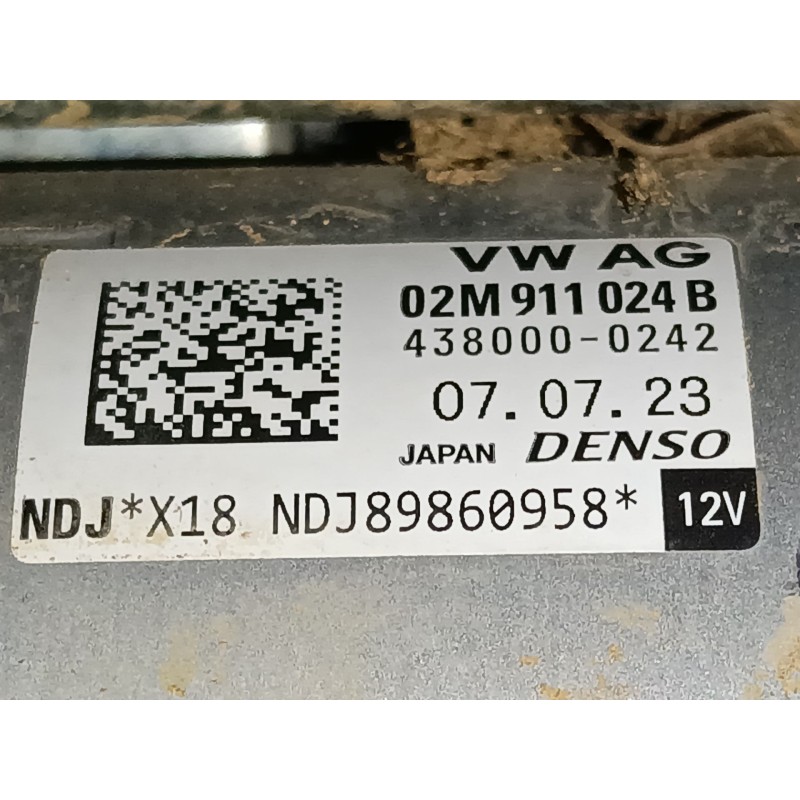 VW AG
02M 911 024 B
438000-0242
07.07.23
JAPAN DENSO
NDJ*X18 NDJ89860958* 12V